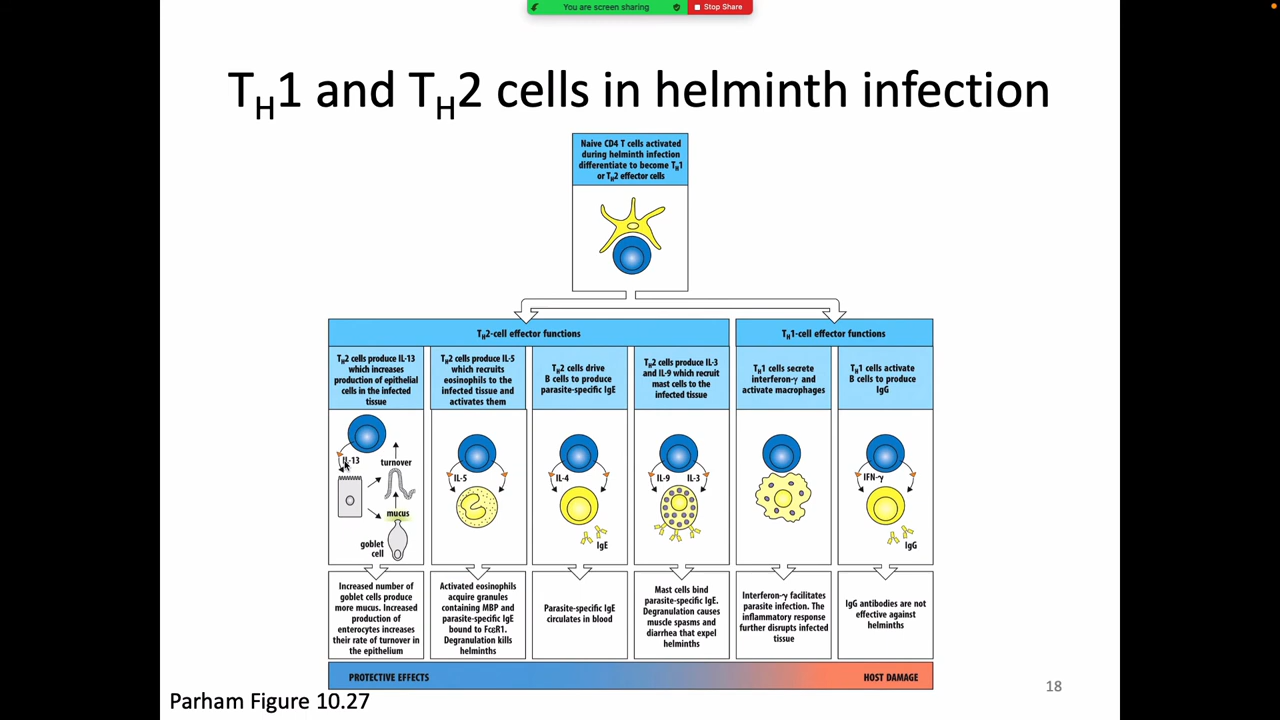 You are screen sharing
Stop Share
TH1 and TH2 cells in helminth infection
Naive CD4 T cells activated
during helminth infection
differentiate to become TH1
or TH2 effector cells
TH2-cell effector functions
TH1-cell effector functions
TH2 cells produce IL-13
which increases
production of epithelial
cells in the infected
tissue
TH2 cells produce IL-5
which recruits
eosinophils to the
infected tissue and
activates them
TH2 cells drive
B cells to produce
parasite-specific IgE
TH2 cells produce IL-3
and IL-9 which recruit
mast cells to the
infected tissue
TH1 cells secrete
interferon-γ and
activate macrophages
TH1 cells activate
B cells to produce
IgG
IL-13
turnover
mucus
goblet
cell
IL-5
IL-4
IgE
IL-9
IL-3
IFN-γ
IgG
Increased number of
goblet cells produce
more mucus. Increased
production of
enterocytes increases
their rate of turnover in
the epithelium
Activated eosinophils
acquire granules
containing MBP and
parasite-specific IgE
bound to FcεR1.
Degranulation kills
helminths
Parasite-specific IgE
circulates in blood
Mast cells bind
parasite-specific IgE.
Degranulation causes
muscle spasms and
diarrhea that expel
helminths
Interferon-γ facilitates
parasite infection. The
inflammatory response
further disrupts infected
tissue
IgG antibodies are not
effective against
helminths
PROTECTIVE EFFECTS
HOST DAMAGE
Parham Figure 10.27
18